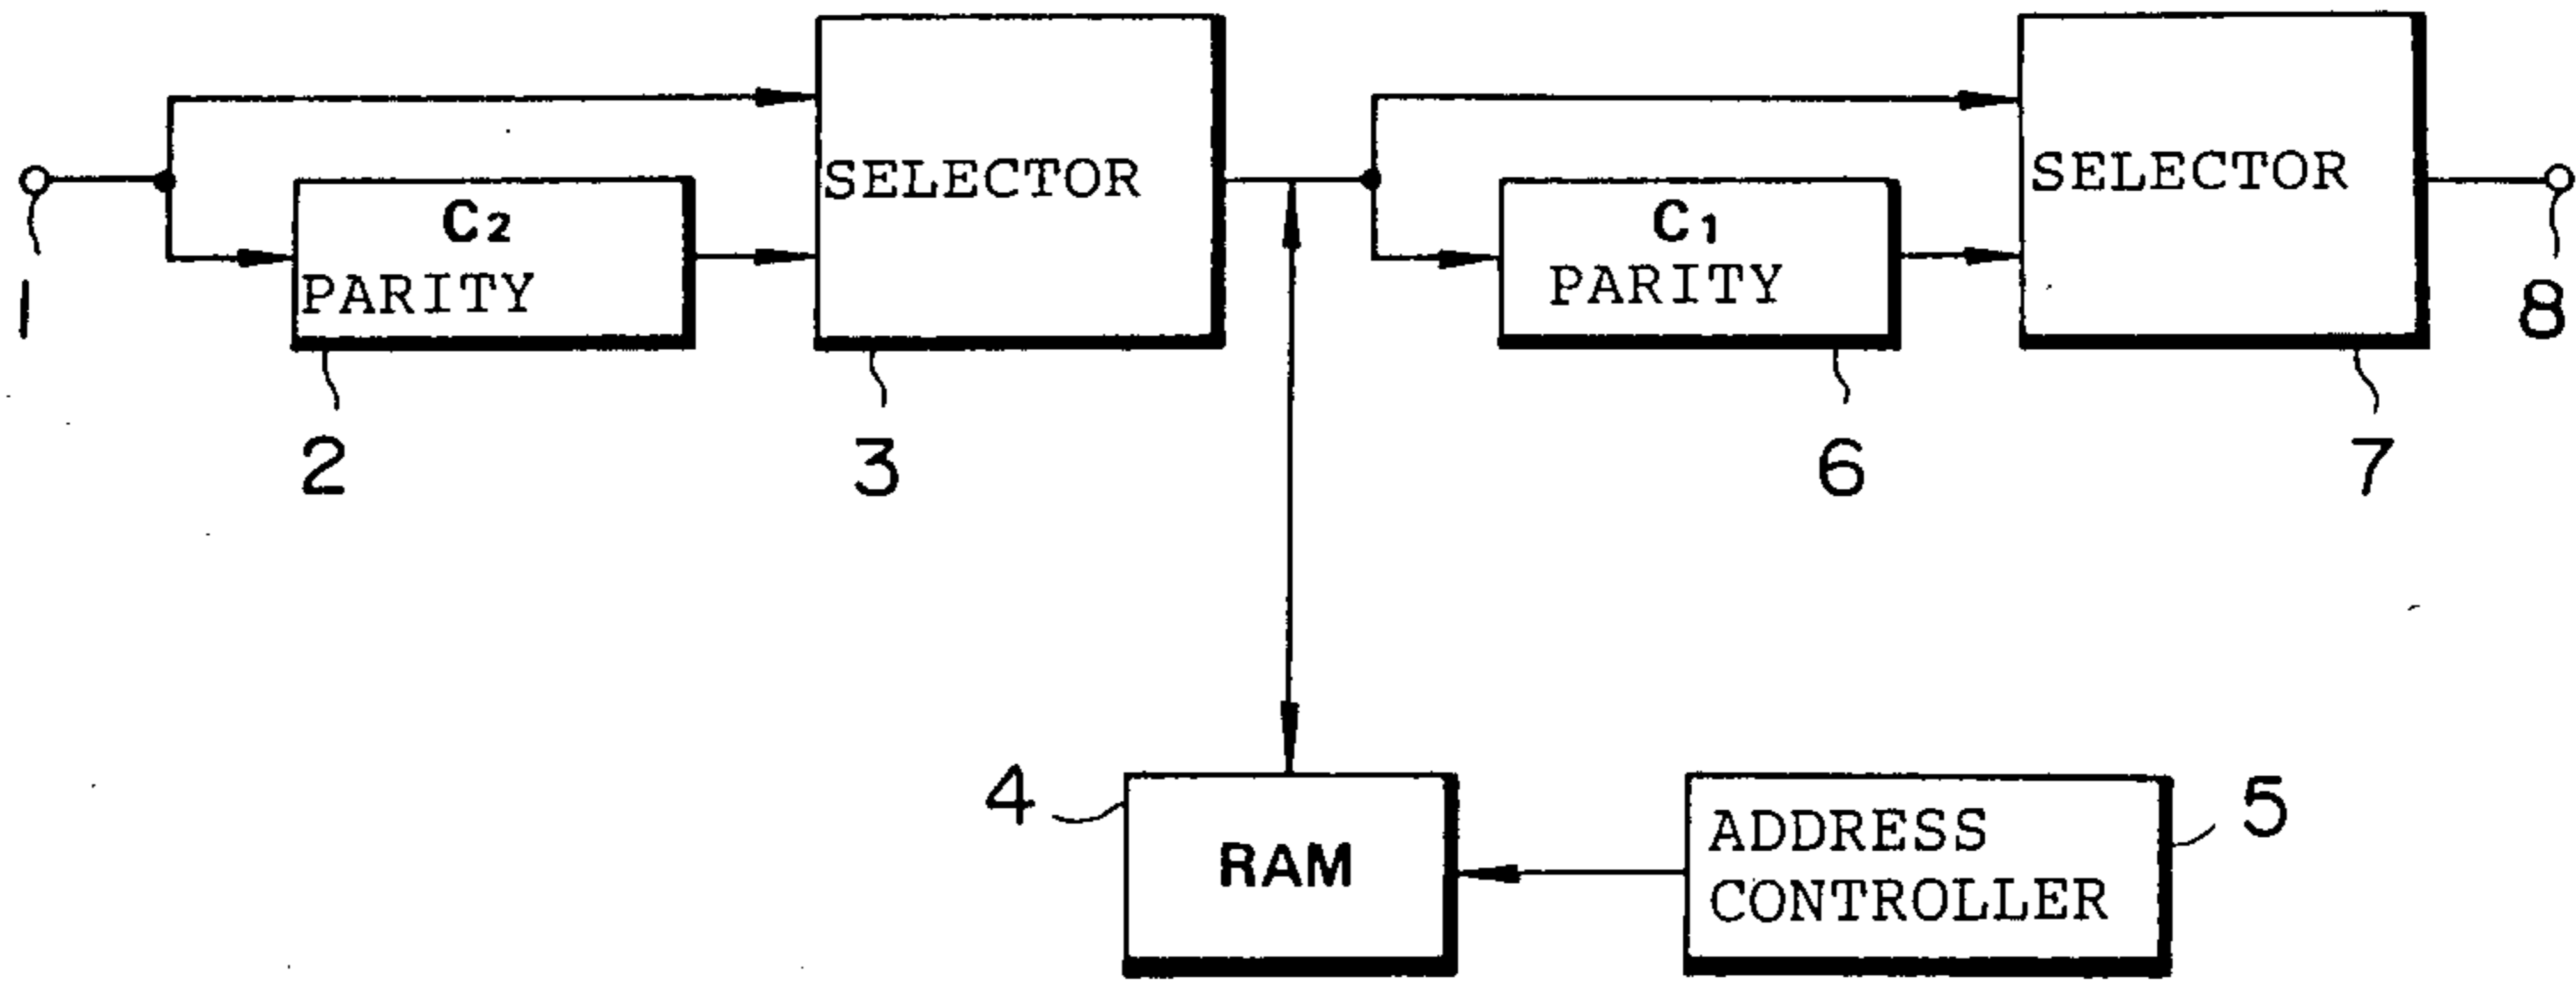 SELECTOR
C2
PARITY
SELECTOR
C1
PARITY
1
2
3
6
7
8
4
RAM
ADDRESS
CONTROLLER
5